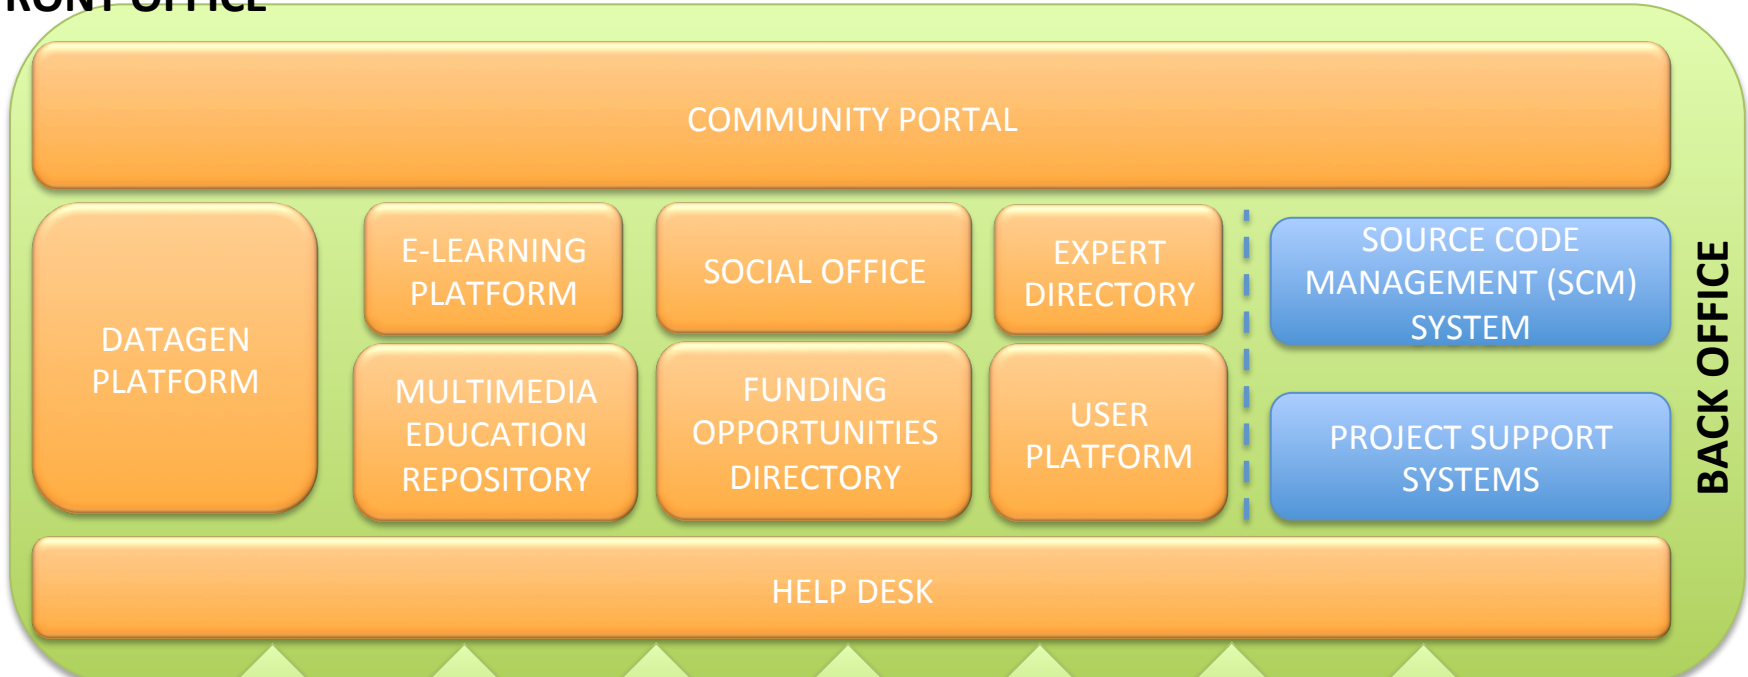 OFFICE
COMMUNITY PORTAL
DATAGEN
PLATFORM
E-LEARNING
PLATFORM
SOCIAL OFFICE
EXPERT
DIRECTORY
MULTIMEDIA
EDUCATION
REPOSITORY
FUNDING
OPPORTUNITIES
DIRECTORY
USER
PLATFORM
SOURCE CODE
MANAGEMENT (SCM)
SYSTEM
PROJECT SUPPORT
SYSTEMS
BACK OFFICE
HELP DESK